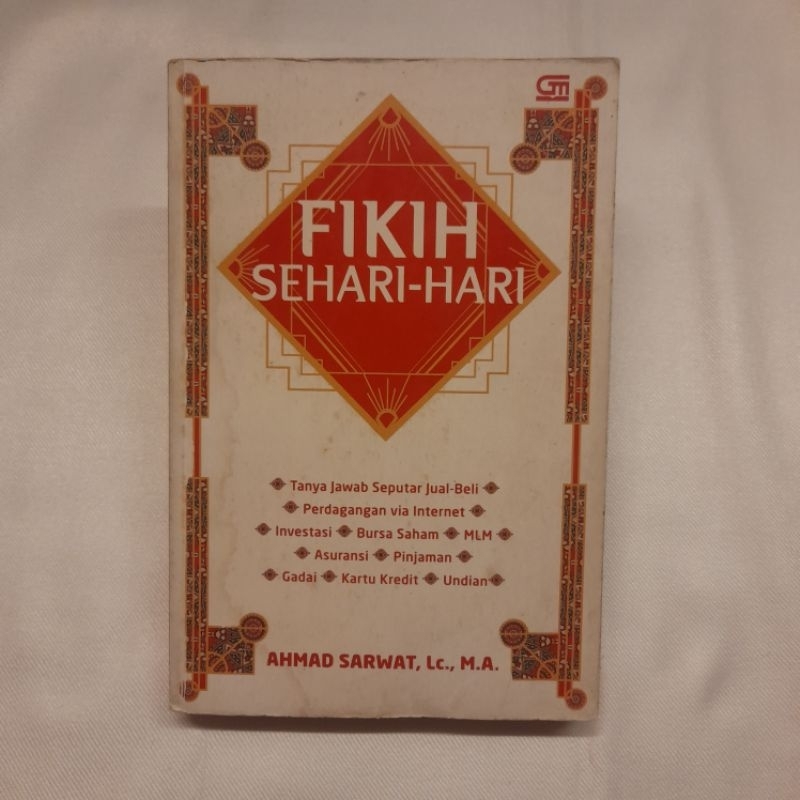 GM
FIKIH
SEHARI-HARI
Tanya Jawab Seputar Jual-Beli
Perdagangan via Internet
Investasi Bursa Saham MLM
Asuransi Pinjaman
Gadai Kartu Kredit Undian
AHMAD SARWAT, Lc., M.A.